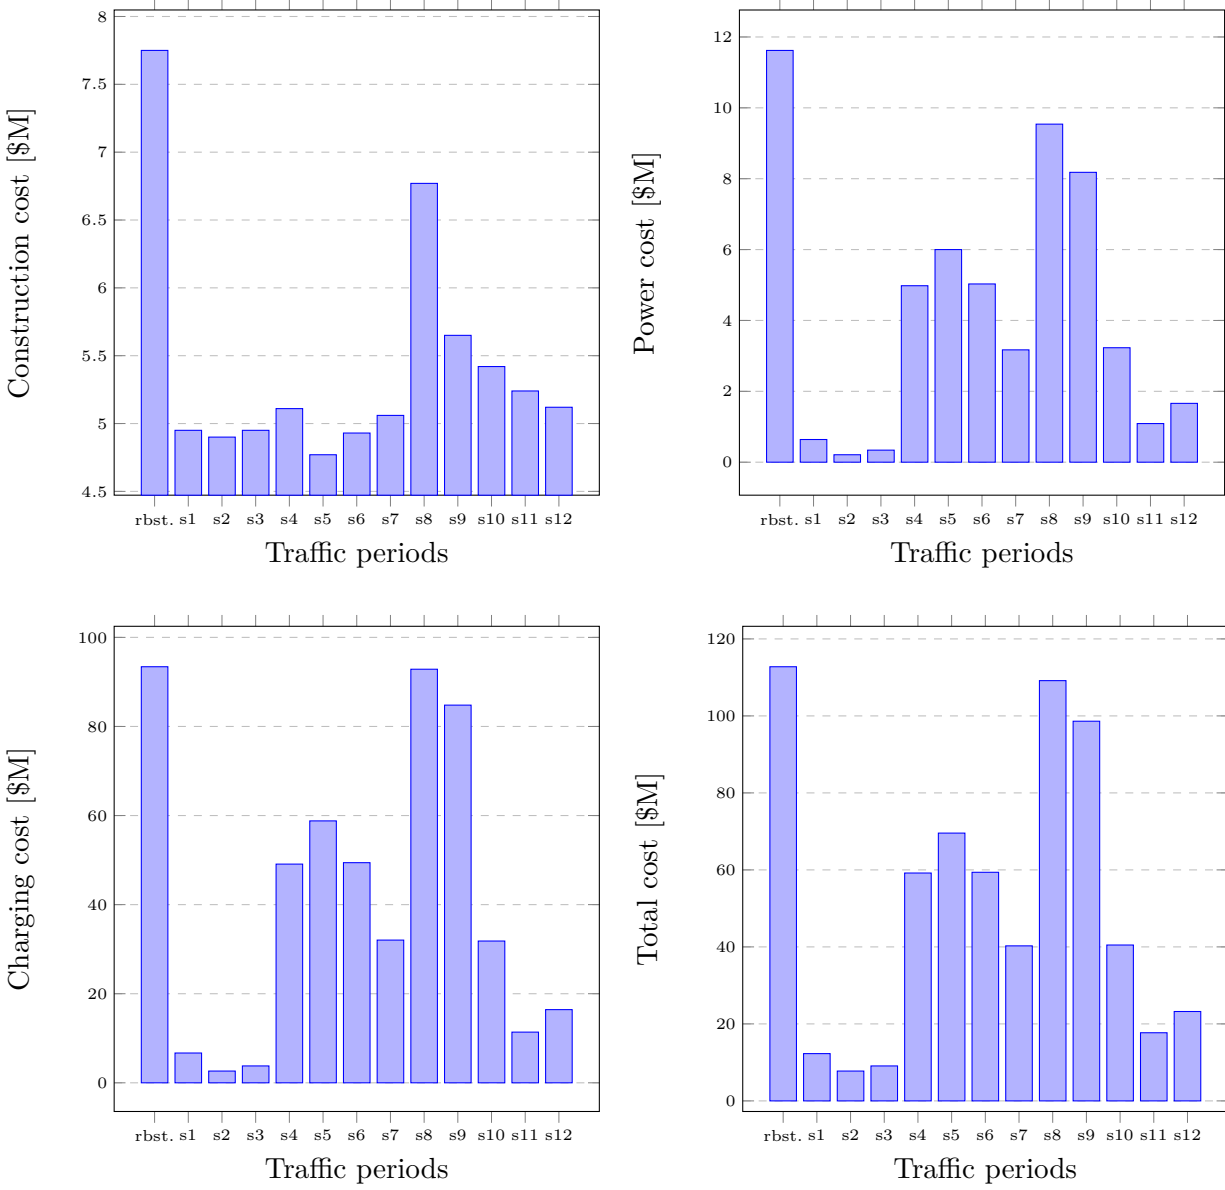 Construction cost [$M]
8
7.5
7
6.5
6
5.5
5
4.5
rbst. s1 s2 s3 s4 s5 s6 s7 s8 s9 s10 s11 s12
Traffic periods
Power cost [$M]
12
10
8
6
4
2
0
rbst. s1 s2 s3 s4 s5 s6 s7 s8 s9 s10 s11 s12
Traffic periods
Charging cost [$M]
100
80
60
40
20
0
rbst. s1 s2 s3 s4 s5 s6 s7 s8 s9 s10 s11 s12
Traffic periods
Total cost [$M]
120
100
80
60
40
20
0
rbst. s1 s2 s3 s4 s5 s6 s7 s8 s9 s10 s11 s12
Traffic periods